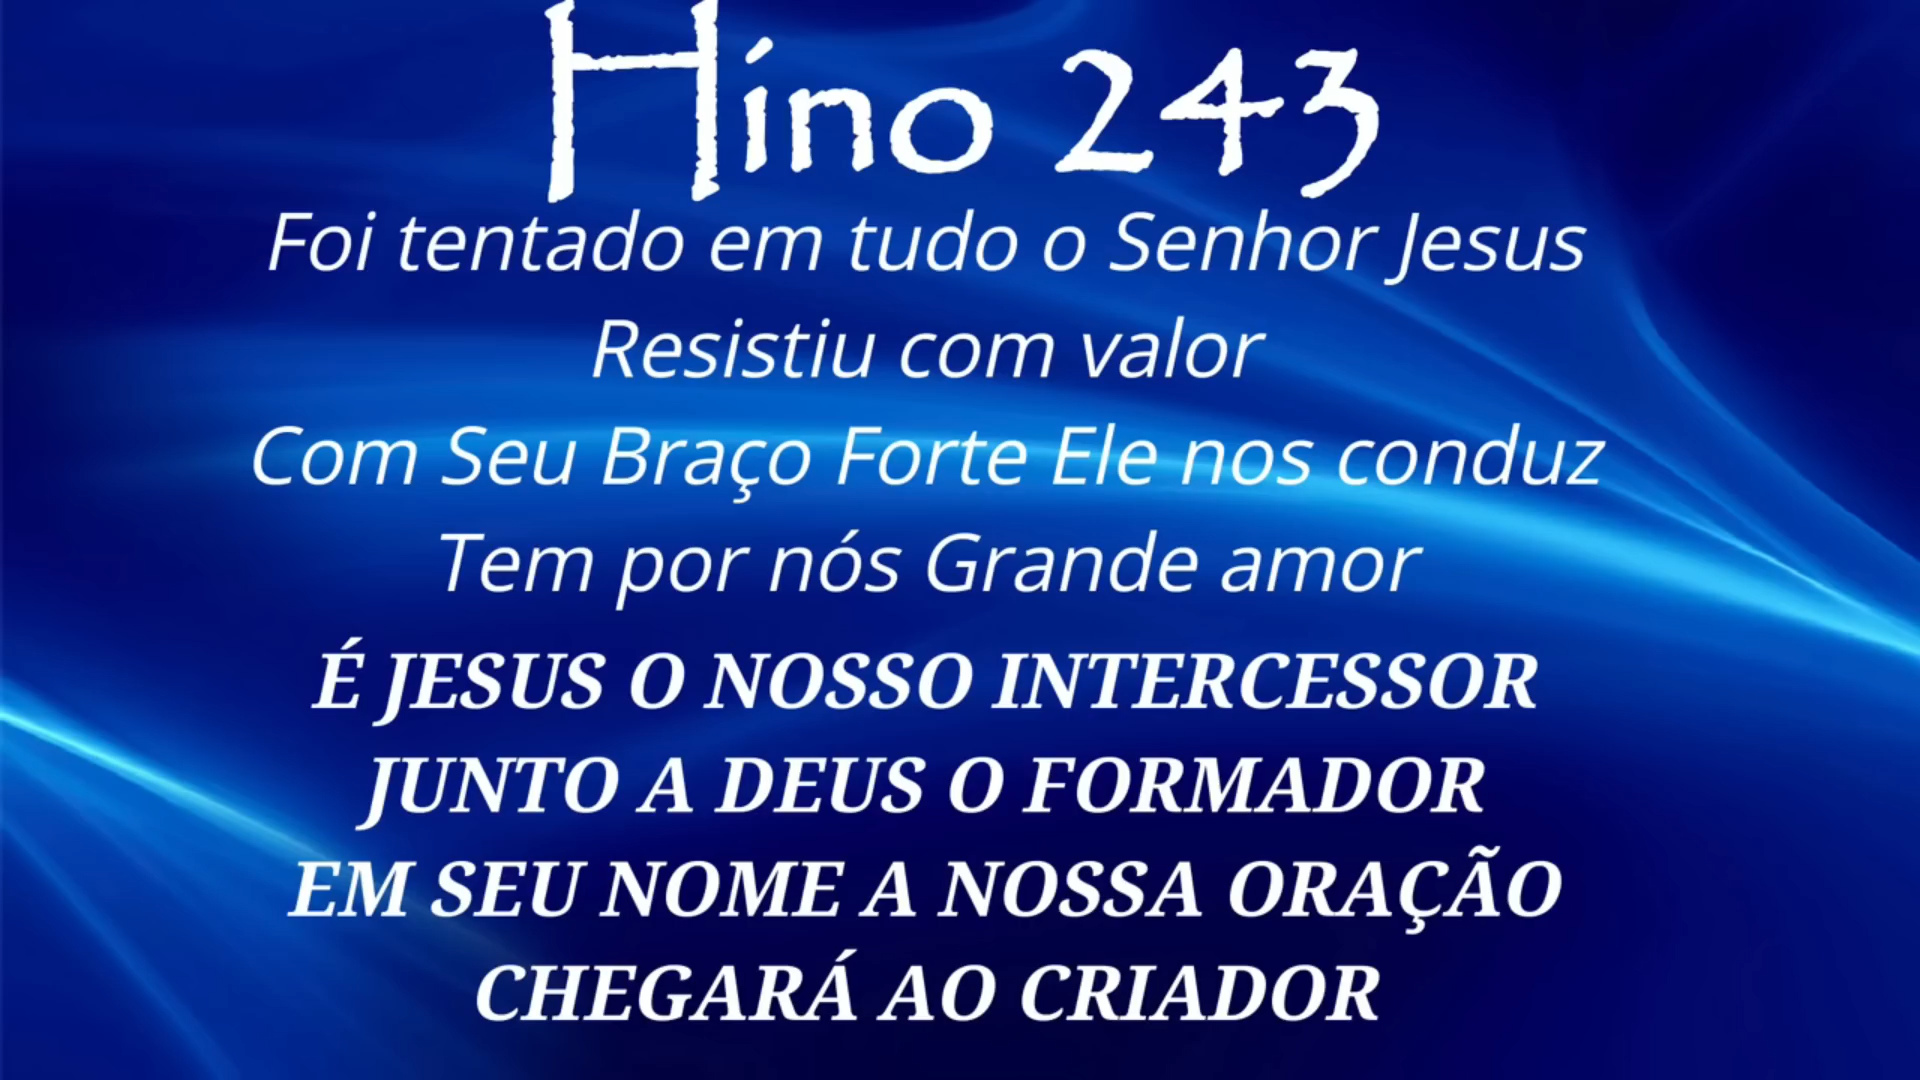 Hino 243
Foi tentado em tudo o Senhor Jesus
Resistiu com valor
Com Seu Braço Forte Ele nos conduz
Tem por nós Grande amor
É JESUS O NOSSO INTERCESSOR
JUNTO A DEUS O FORMADOR
EM SEU NOME A NOSSA ORAÇÃO
CHEGARÁ AO CRIADOR